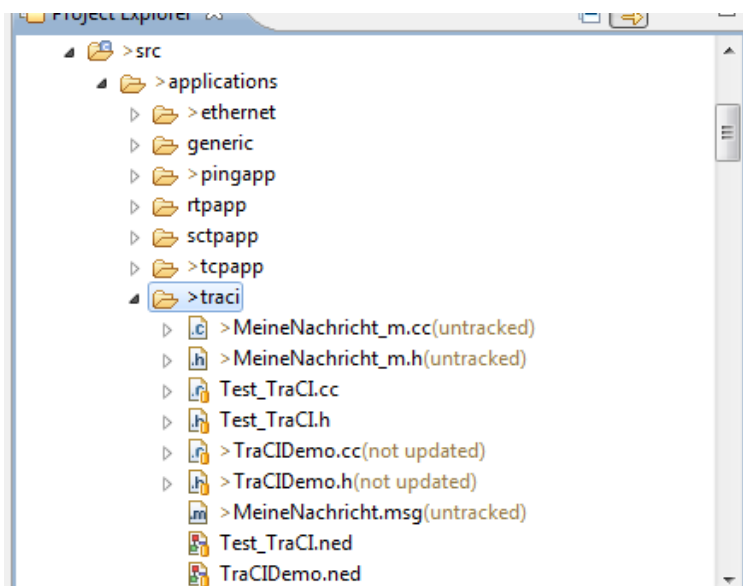 Project Explorer
>src
>applications
>ethernet
generic
>pingapp
rtpapp
sctpapp
>tcpapp
>traci
.c >MeineNachricht_m.cc(untracked)
.h >MeineNachricht_m.h(untracked)
.c Test_TraCI.cc
.h Test_TraCI.h
.c >TraCIDemo.cc(not updated)
.h >TraCIDemo.h(not updated)
.m >MeineNachricht.msg(untracked)
Test_TraCI.ned
TraCIDemo.ned